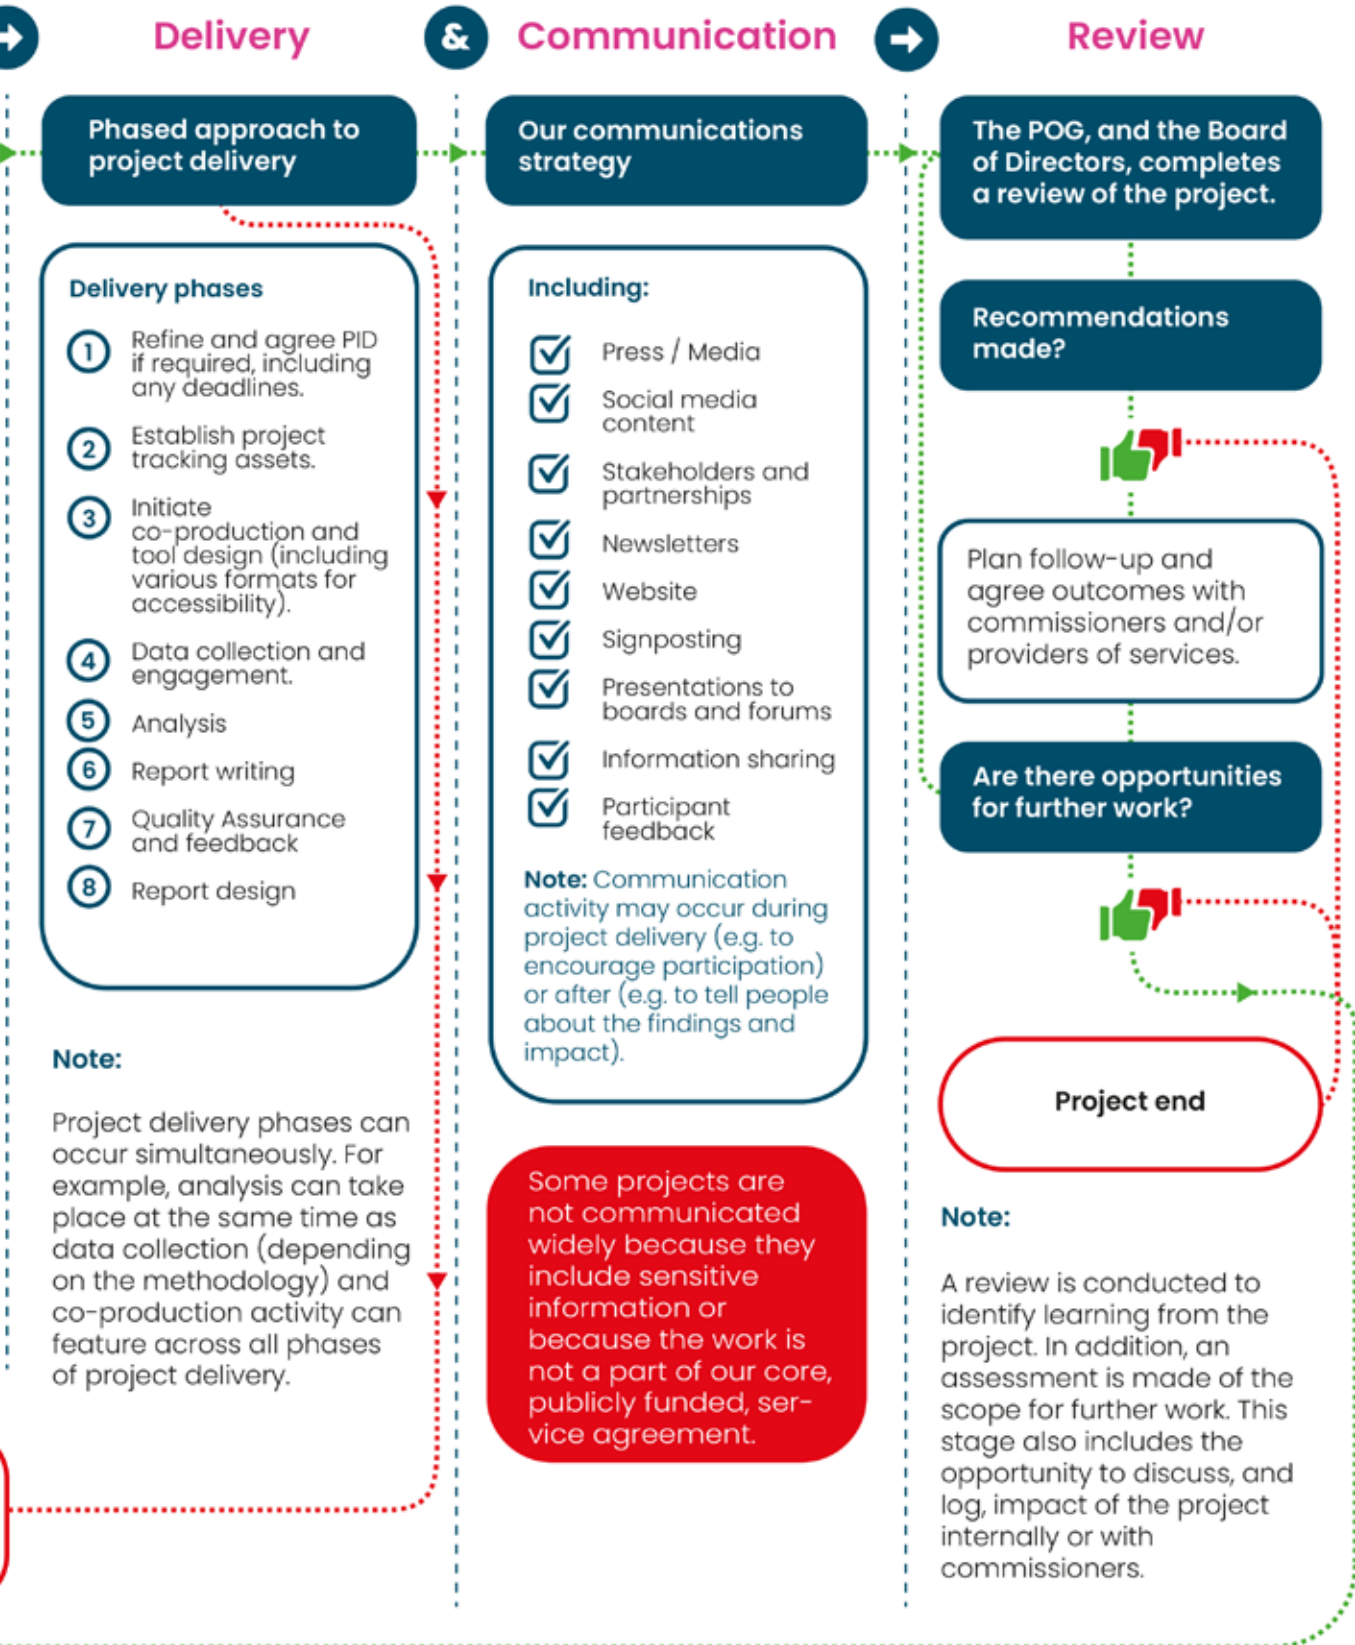 Delivery
&
Communication
Review
Phased approach to
project delivery
Delivery phases
1
Refine and agree PID
if required, including
any deadlines.
2
Establish project
tracking assets.
3
Initiate
co-production and
tool design (including
various formats for
accessibility).
4
Data collection and
engagement.
5
Analysis
6
Report writing
7
Quality Assurance
and feedback
8
Report design
Note:
Project delivery phases can
occur simultaneously. For
example, analysis can take
place at the same time as
data collection (depending
on the methodology) and
co-production activity can
feature across all phases
of project delivery.
Our communications
strategy
Including:
Press / Media
Social media
content
Stakeholders and
partnerships
Newsletters
Website
Signposting
Presentations to
boards and forums
Information sharing
Participant
feedback
Note: Communication
activity may occur during
project delivery (e.g. to
encourage participation)
or after (e.g. to tell people
about the findings and
impact).
Some projects are
not communicated
widely because they
include sensitive
information or
because the work is
not a part of our core,
publicly funded, ser-
vice agreement.
The POG, and the Board
of Directors, completes
a review of the project.
Recommendations
made?
Plan follow-up and
agree outcomes with
commissioners and/or
providers of services.
Are there opportunities
for further work?
Project end
Note:
A review is conducted to
identify learning from the
project. In addition, an
assessment is made of the
scope for further work. This
stage also includes the
opportunity to discuss, and
log, impact of the project
internally or with
commissioners.